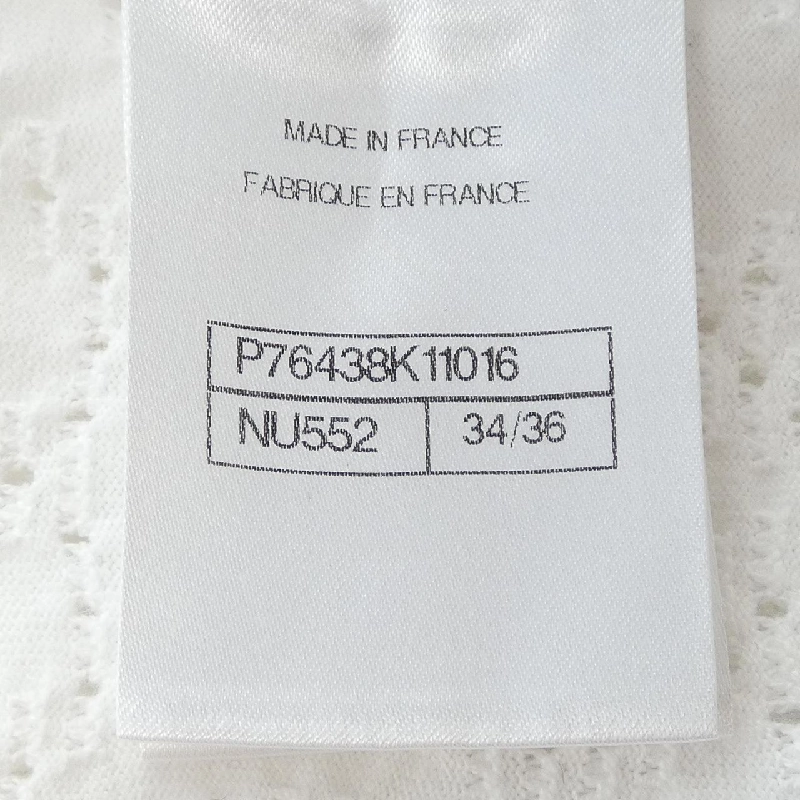 MADE IN FRANCE
FABRIQUE EN FRANCE
P76438K11016
NU552 34/36